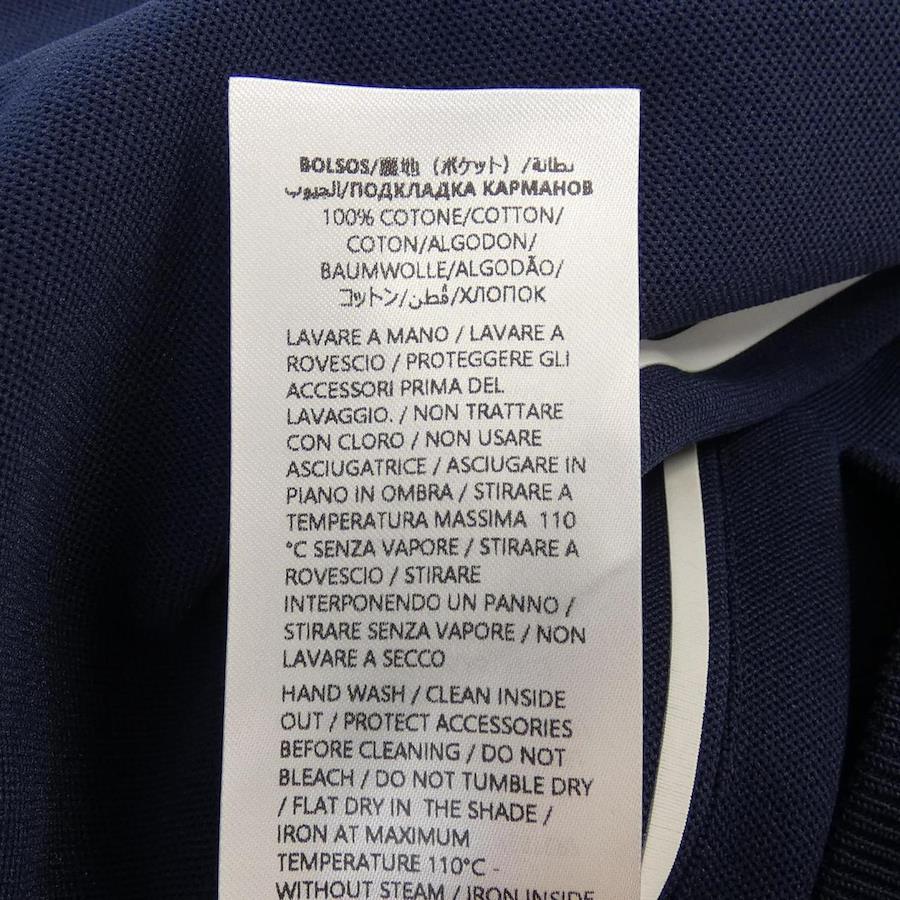 BOLSOS/裏地 (ポケット) /بطانة
الجيوب/ПОДКЛАДКА КАРМАНОВ
100% COTONE/COTTON/
COTON/ALGODON/
BAUMWOLLE/ALGODÃO/
コットン/قطن/ХЛОПОК
LAVARE A MANO / LAVARE A
ROVESCIO / PROTEGGERE GLI
ACCESSORI PRIMA DEL
LAVAGGIO. / NON TRATTARE
CON CLORO / NON USARE
ASCIUGATRICE / ASCIUGARE IN
PIANO IN OMBRA / STIRARE A
TEMPERATURA MASSIMA 110
°C SENZA VAPORE / STIRARE A
ROVESCIO / STIRARE
INTERPONENDO UN PANNO /
STIRARE SENZA VAPORE / NON
LAVARE A SECCO
HAND WASH / CLEAN INSIDE
OUT / PROTECT ACCESSORIES
BEFORE CLEANING / DO NOT
BLEACH / DO NOT TUMBLE DRY
/ FLAT DRY IN THE SHADE /
IRON AT MAXIMUM
TEMPERATURE 110°C -
WITHOUT STEAM / IRON INSIDE